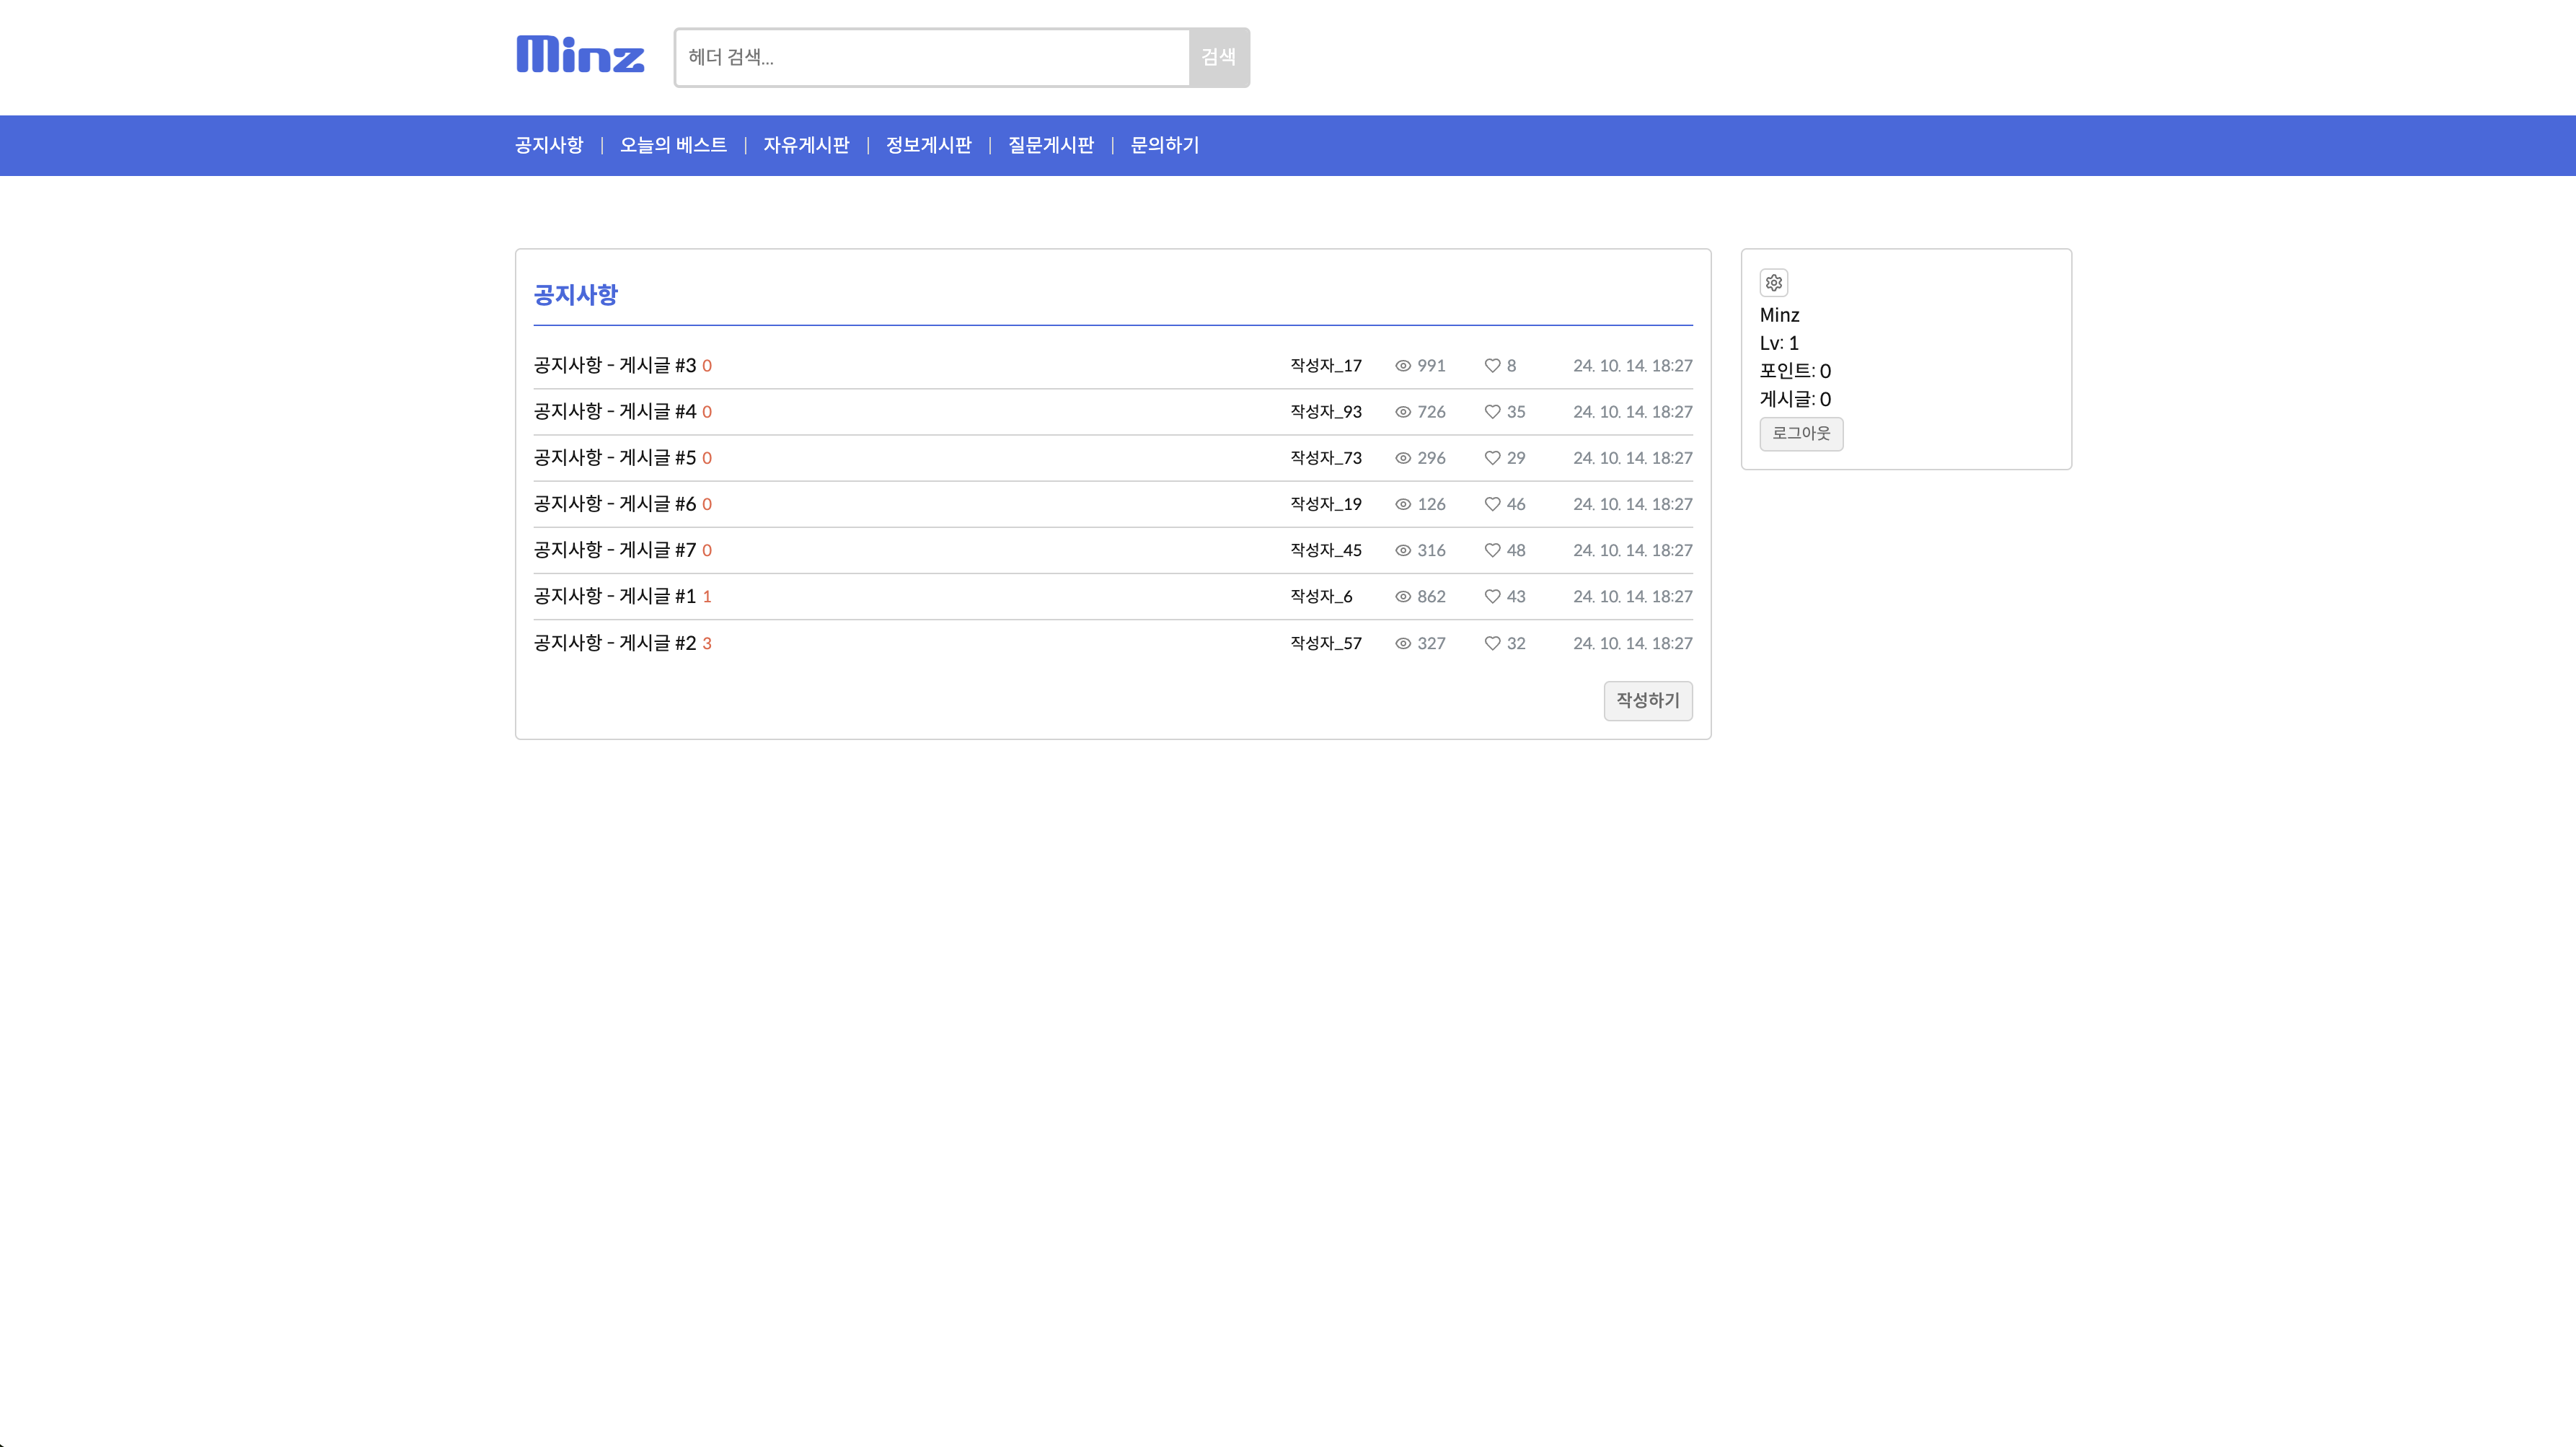 Minz
헤더 검색...
검색
공지사항 | 오늘의 베스트 | 자유게시판 | 정보게시판 | 질문게시판 | 문의하기
공지사항
공지사항 - 게시글 #3 0 작성자_17 991 8 24. 10. 14. 18:27
공지사항 - 게시글 #4 0 작성자_93 726 35 24. 10. 14. 18:27
공지사항 - 게시글 #5 0 작성자_73 296 29 24. 10. 14. 18:27
공지사항 - 게시글 #6 0 작성자_19 126 46 24. 10. 14. 18:27
공지사항 - 게시글 #7 0 작성자_45 316 48 24. 10. 14. 18:27
공지사항 - 게시글 #1 1 작성자_6 862 43 24. 10. 14. 18:27
공지사항 - 게시글 #2 3 작성자_57 327 32 24. 10. 14. 18:27
작성하기
Minz
Lv: 1
포인트: 0
게시글: 0
로그아웃